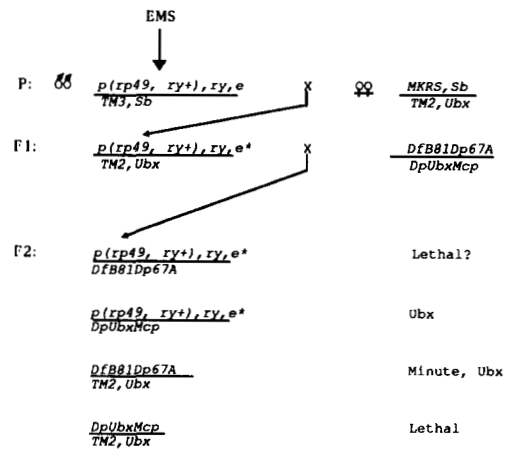 EMS
P: ♂♂ p(rp49, ry+),ry,e x ♀♀ MKRS,Sb
TM3,Sb TM2,Ubx
F1: p(rp49, ry+),ry,e* x DfB81Dp67A
TM2,Ubx DpUbxMcp
F2: p(rp49, ry+),ry,e* Lethal?
DfB81Dp67A
p(rp49, ry+),ry,e* Ubx
DpUbxMcp
DfB81Dp67A Minute, Ubx
TM2,Ubx
DpUbxMcp Lethal
TM2,Ubx